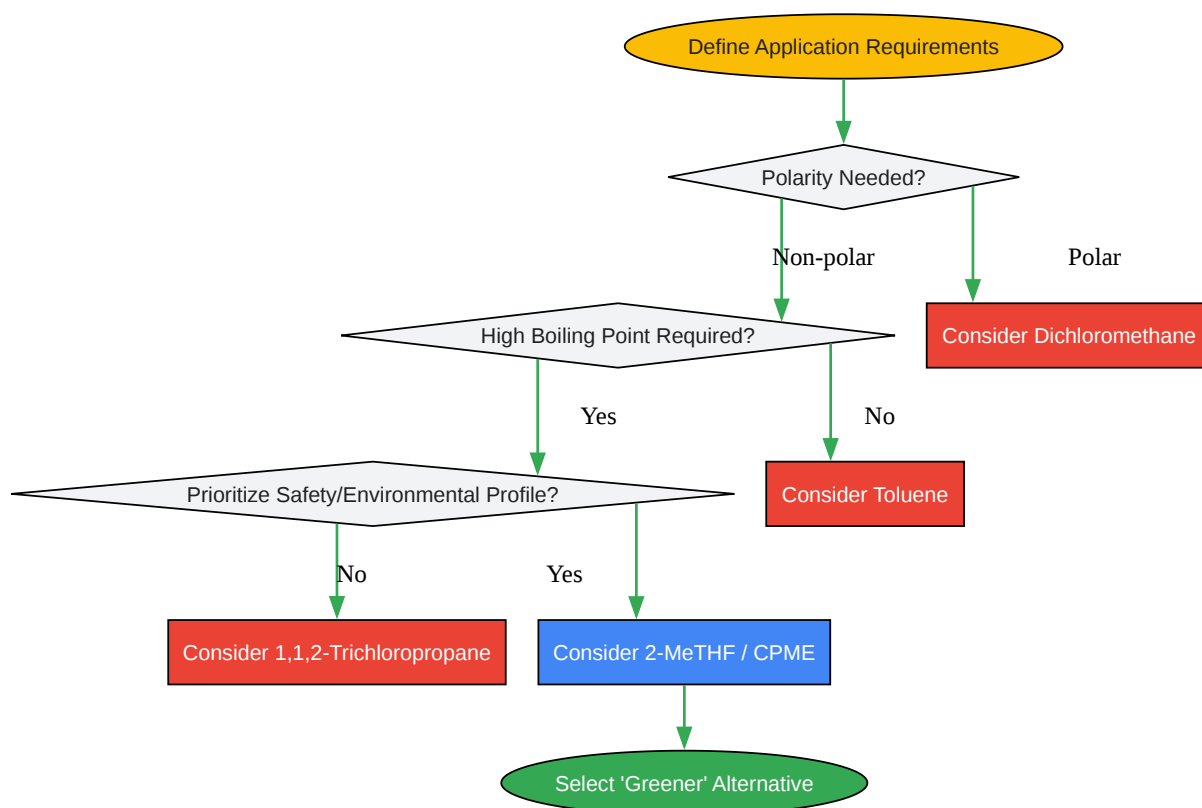 Define Application Requirements
Polarity Needed?
Non-polar
Polar
High Boiling Point Required?
Consider Dichloromethane
Yes
No
Prioritize Safety/Environmental Profile?
Consider Toluene
No
Yes
Consider 1,1,2-Trichloropropane
Consider 2-MeTHF / CPME
Select 'Greener' Alternative